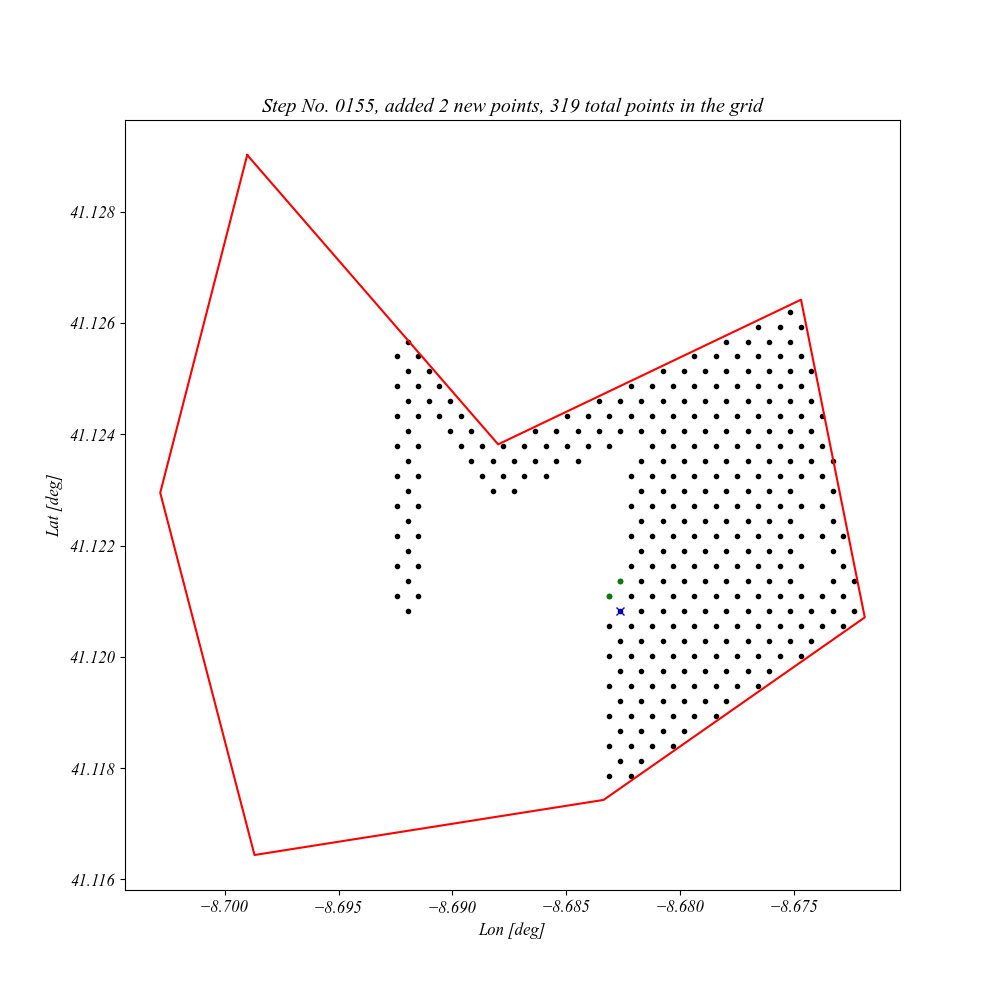 Step No. 0155, added 2 new points, 319 total points in the grid
41.128
41.126
41.124
41.122
41.120
41.118
41.116
Lat [deg]
−8.700 −8.695 −8.690 −8.685 −8.680 −8.675
Lon [deg]